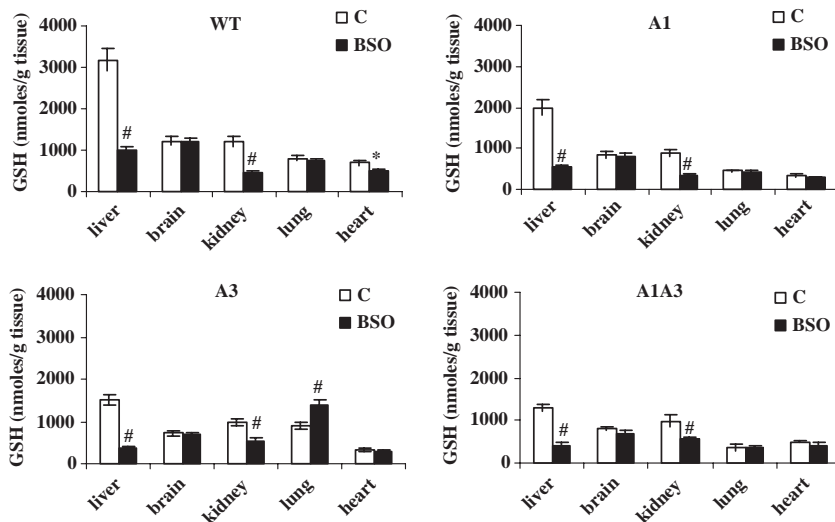 WT
C
BSO
GSH (nmoles/g tissue)
4000
3000
2000
1000
0
#
#
*
liver
brain
kidney
lung
heart
A1
C
BSO
GSH (nmoles/g tissue)
4000
3000
2000
1000
0
#
#
liver
brain
kidney
lung
heart
A3
C
BSO
GSH (nmoles/g tissue)
4000
3000
2000
1000
0
#
#
#
liver
brain
kidney
lung
heart
A1A3
C
BSO
GSH (nmoles/g tissue)
4000
3000
2000
1000
0
#
#
liver
brain
kidney
lung
heart